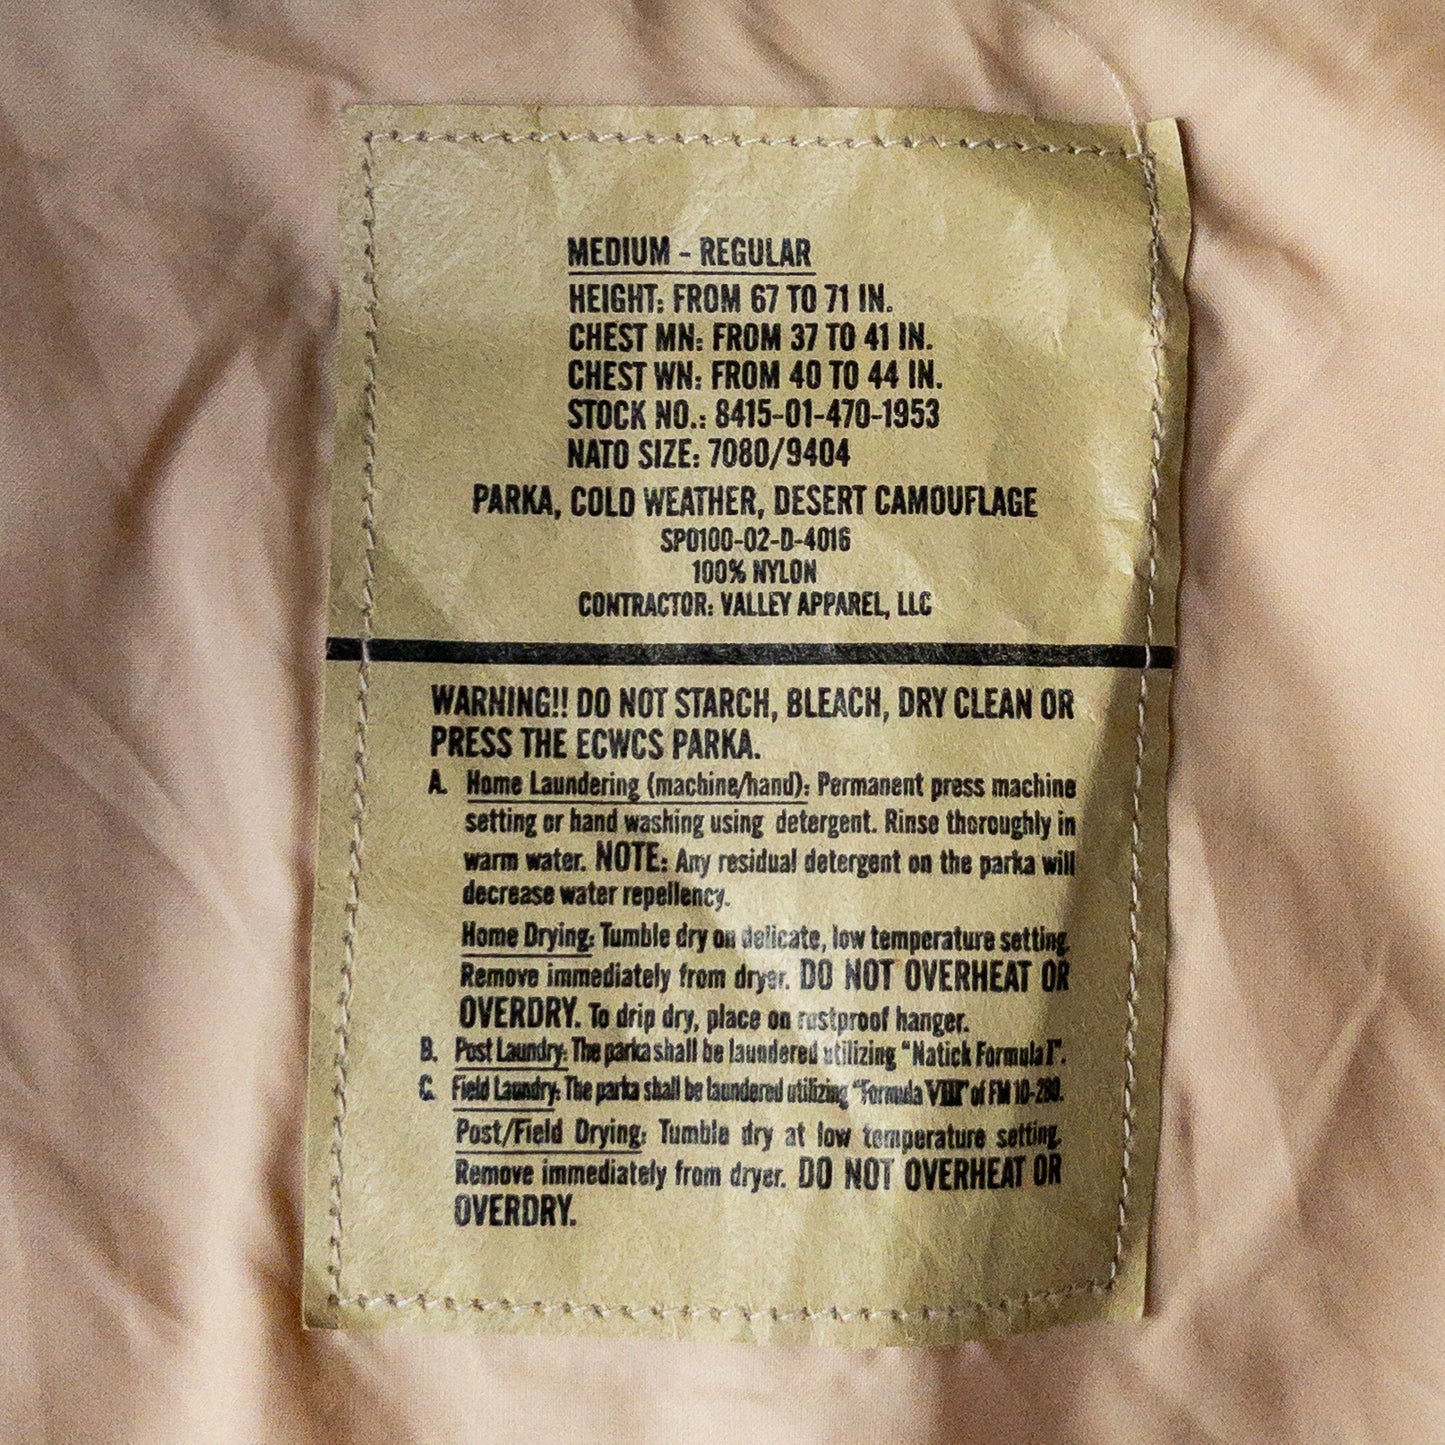 MEDIUM - REGULAR
HEIGHT: FROM 67 TO 71 IN.
CHEST MN: FROM 37 TO 41 IN.
CHEST WN: FROM 40 TO 44 IN.
STOCK NO.: 8415-01-470-1953
NATO SIZE: 7080/9404
PARKA, COLD WEATHER, DESERT CAMOUFLAGE
SP0100-02-D-4016
100% NYLON
CONTRACTOR: VALLEY APPAREL, LLC
WARNING!! DO NOT STARCH, BLEACH, DRY CLEAN OR
PRESS THE ECWCS PARKA.
A. Home Laundering (machine/hand): Permanent press machine
setting or hand washing using detergent. Rinse thoroughly in
warm water. NOTE: Any residual detergent on the parka will
decrease water repellency.
Home Drying: Tumble dry on delicate, low temperature setting.
Remove immediately from dryer. DO NOT OVERHEAT OR
OVERDRY. To drip dry, place on rustproof hanger.
B. Post Laundry: The parka shall be laundered utilizing "Natick Formula I".
C. Field Laundry: The parka shall be laundered utilizing "Formula VIII" of FM 10-280.
Post/Field Drying: Tumble dry at low temperature setting.
Remove immediately from dryer. DO NOT OVERHEAT OR
OVERDRY.